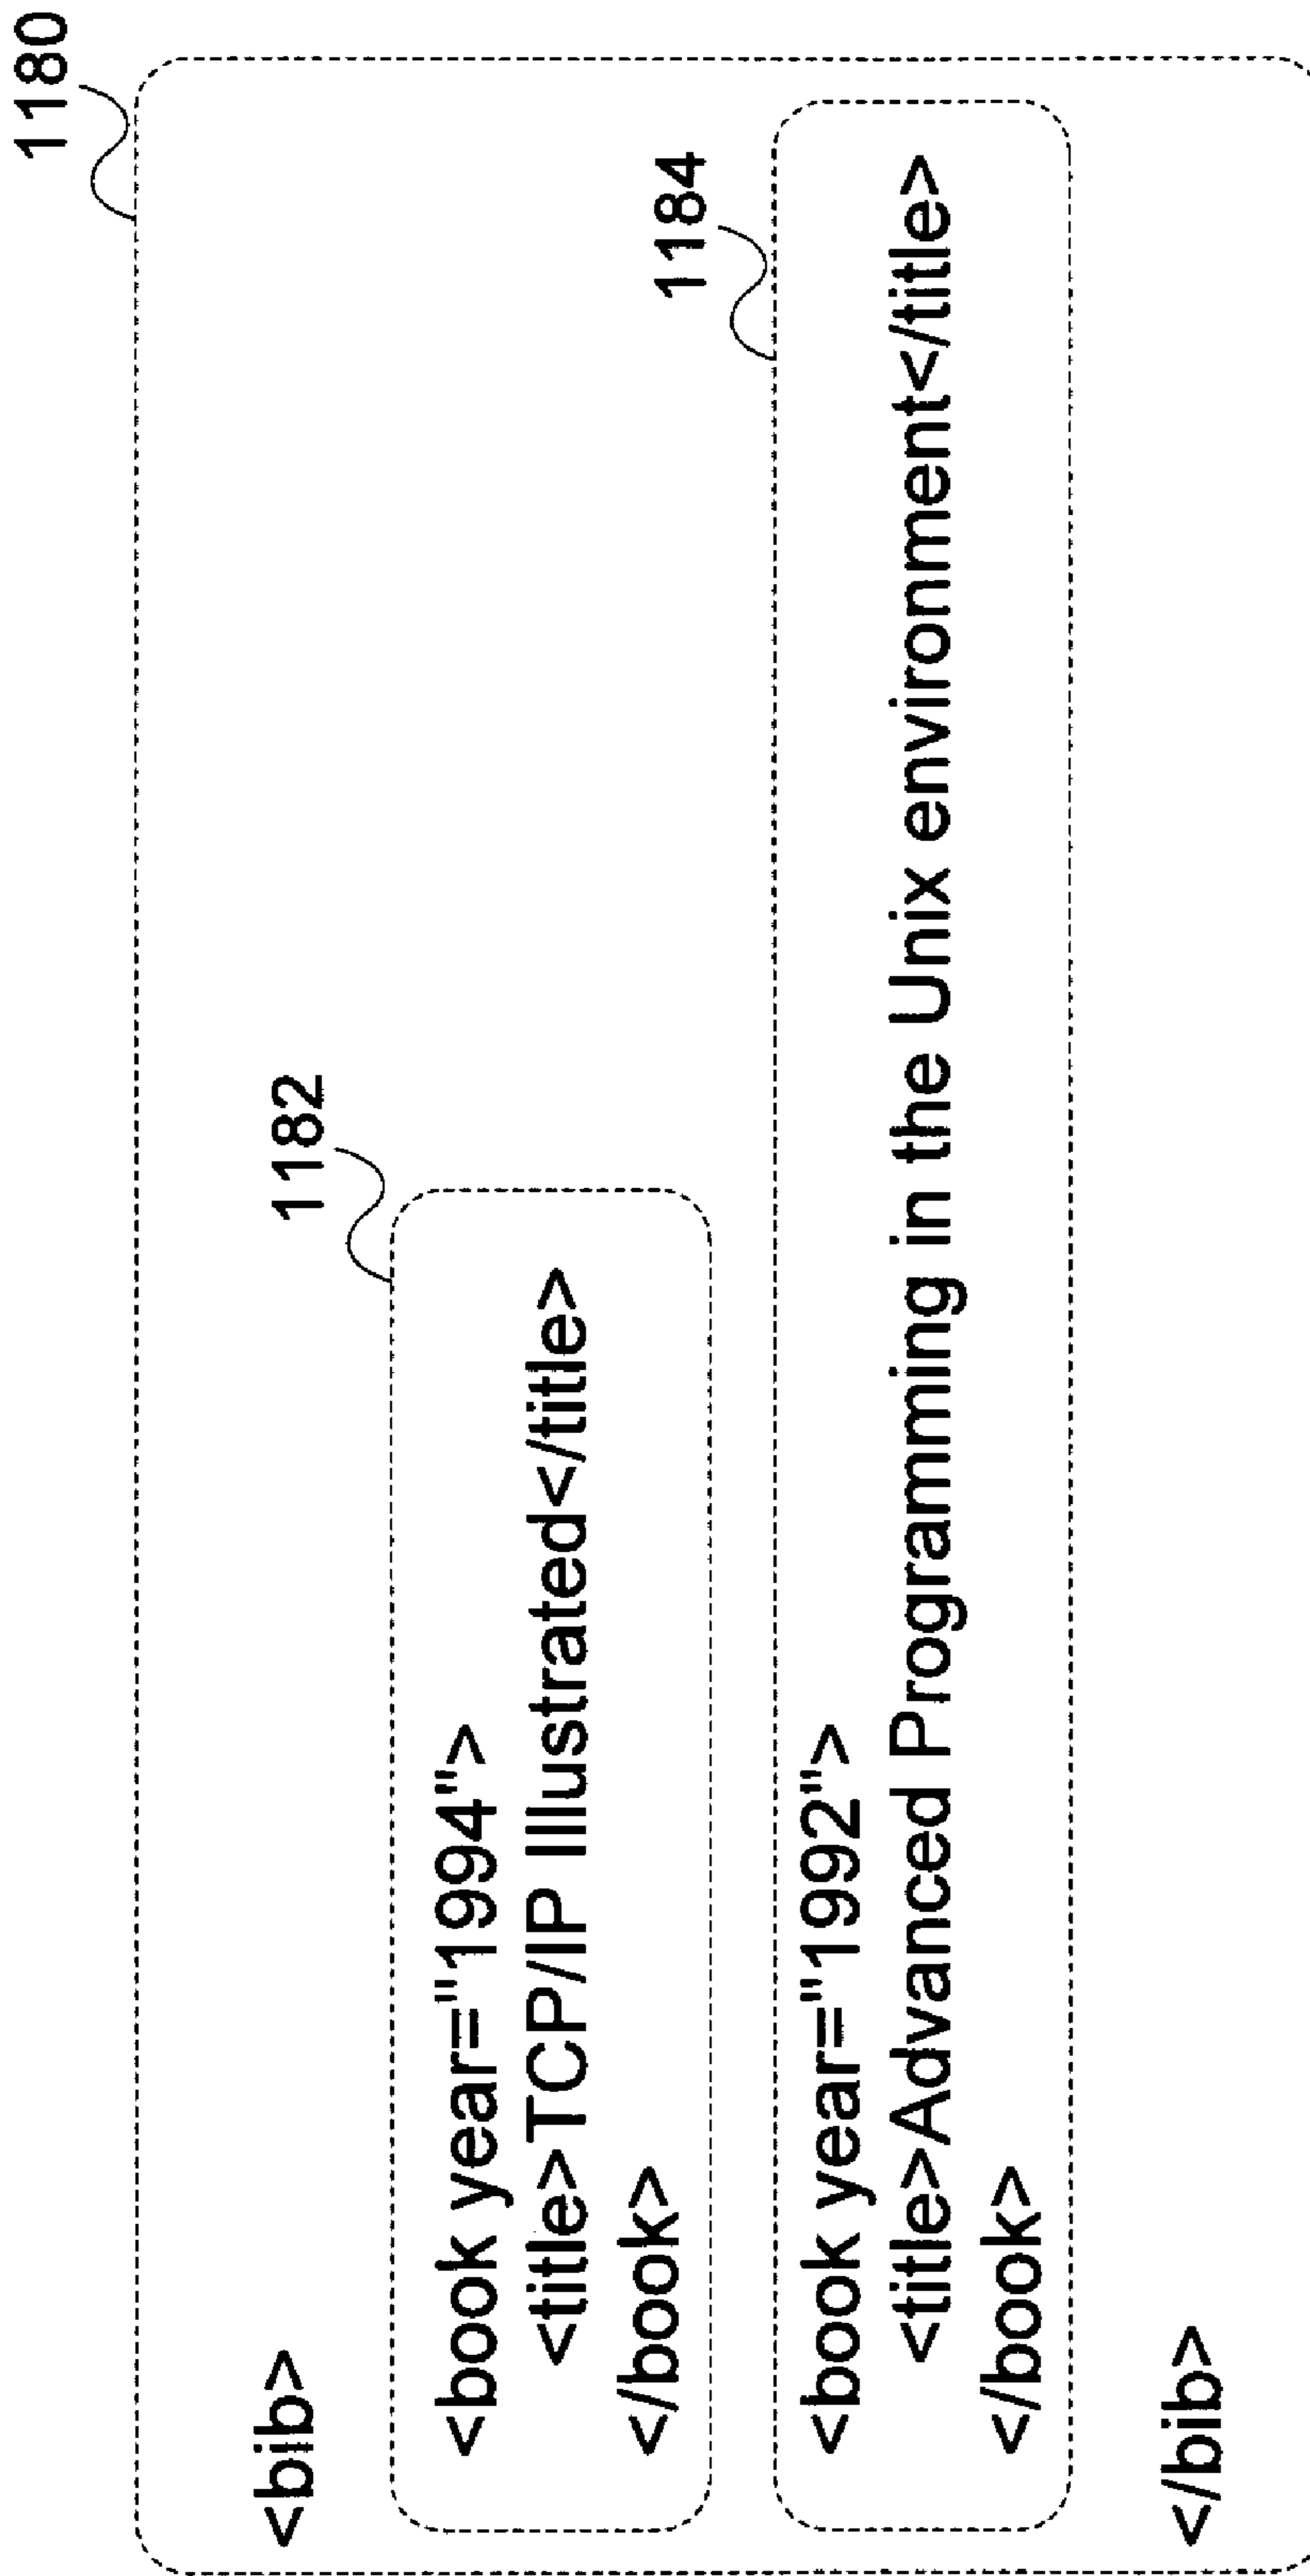 1180
<bib>
1182
<book year="1994">
<title>TCP/IP Illustrated</title>
</book>
1184
<book year="1992">
<title>Advanced Programming in the Unix environment</title>
</book>
</bib>